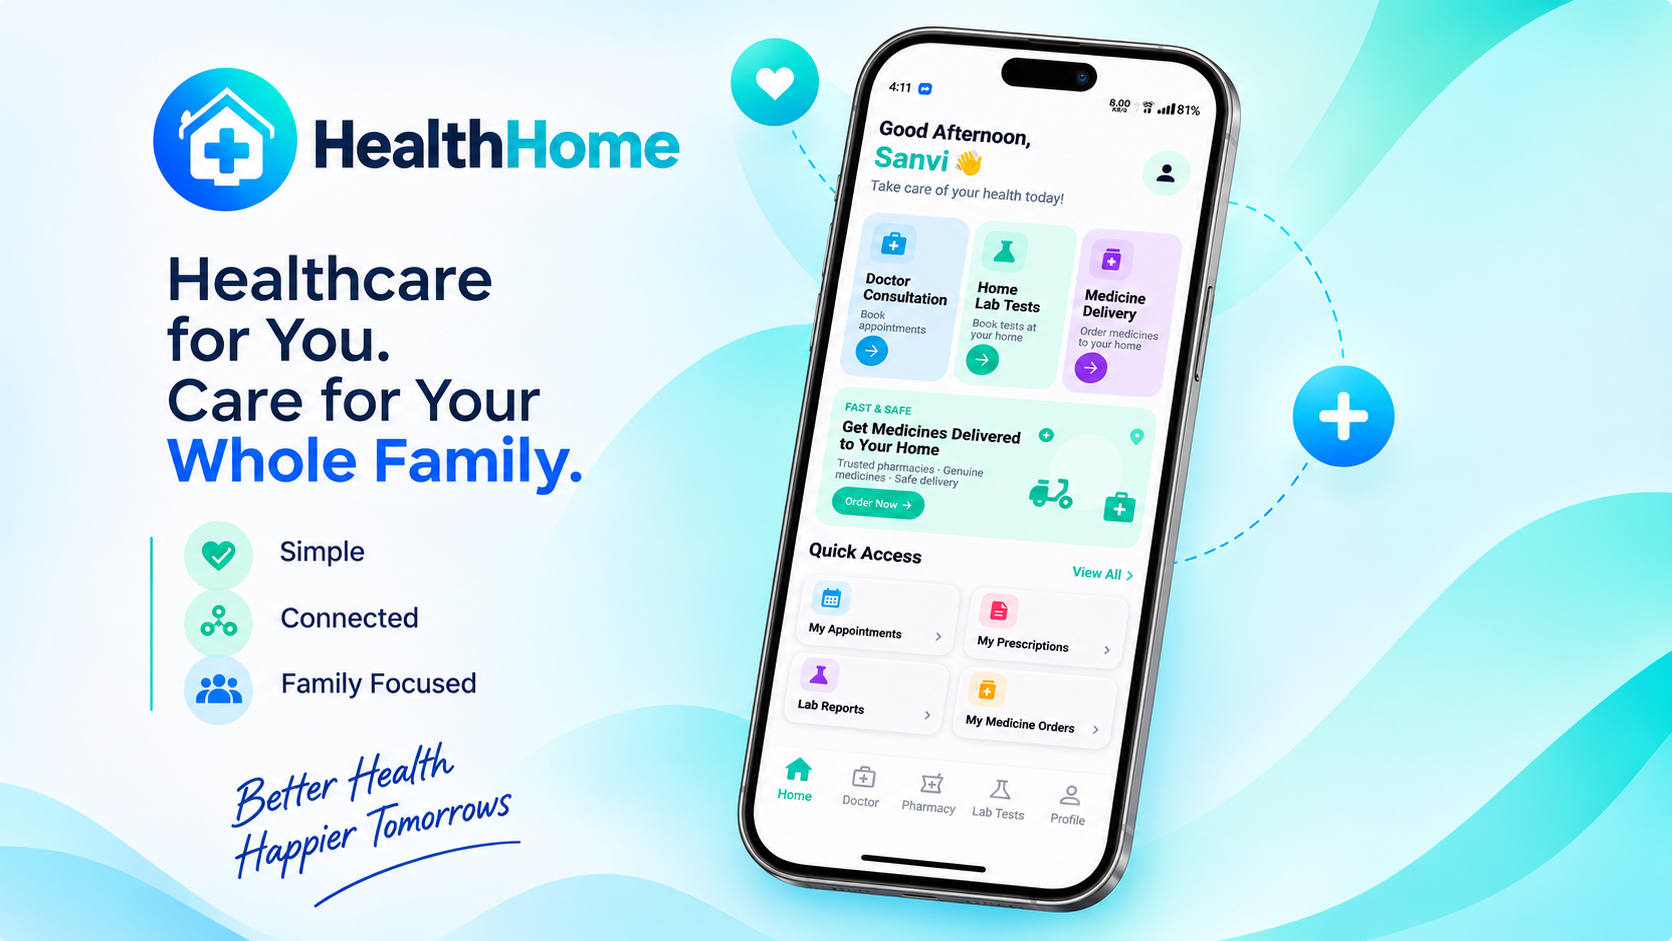 HealthHome
Healthcare
for You.
Care for Your
Whole Family.
Simple
Connected
Family Focused
Better Health
Happier Tomorrows
4:11
8.00
KB/s
81%
Good Afternoon,
Sanvi 👋
Take care of your health today!
Doctor
Consultation
Book
appointments
Home
Lab Tests
Book tests at
your home
Medicine
Delivery
Order medicines
to your home
FAST & SAFE
Get Medicines Delivered
to Your Home
Trusted pharmacies · Genuine
medicines · Safe delivery
Order Now →
Quick Access
View All >
My Appointments >
My Prescriptions >
Lab Reports >
My Medicine Orders >
Home
Doctor
Pharmacy
Lab Tests
Profile